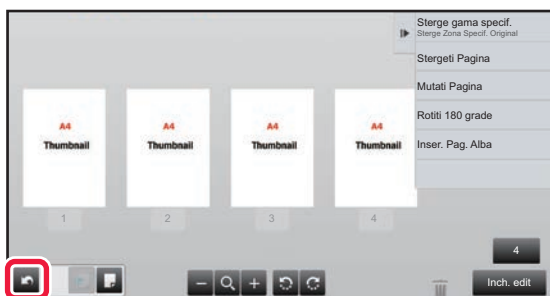 Sterge gama specif.
Sterge Zona Specif. Original
Stergeti Pagina
Mutati Pagina
Rotiti 180 grade
Inser. Pag. Alba
A4
Thumbnail
A4
Thumbnail
A4
Thumbnail
A4
Thumbnail
1
2
3
4
4
Inch. edit